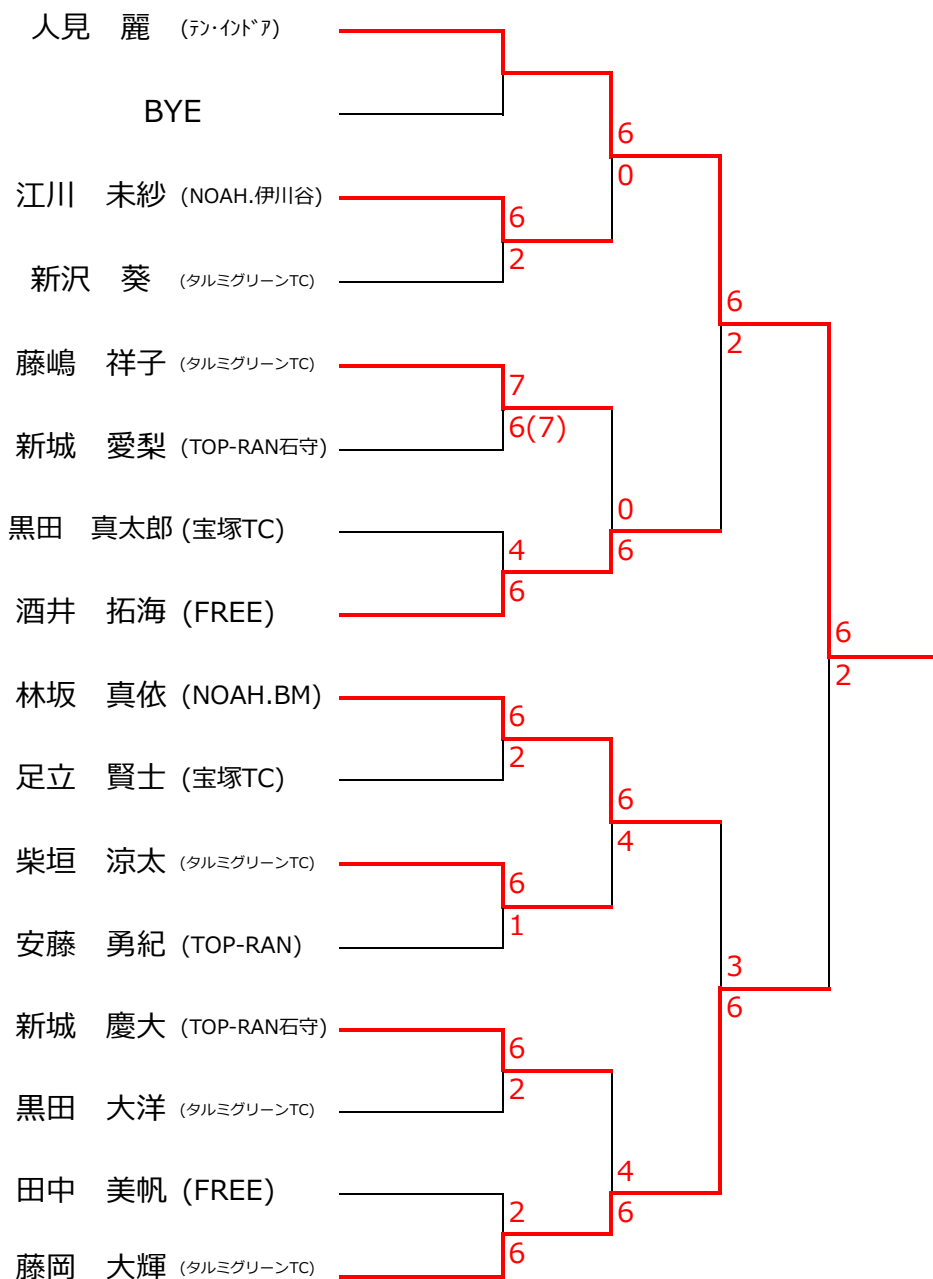 人見　麗 (ﾃﾝ･ｲﾝﾄﾞｱ)
BYE
6
0
江川　未紗 (NOAH.伊川谷)
6
2
新沢　葵 (タルミグリーンTC)
6
2
藤嶋　祥子 (タルミグリーンTC)
7
6(7)
新城　愛梨 (TOP-RAN石守)
0
6
黒田　真太郎 (宝塚TC)
4
6
酒井　拓海 (FREE)
6
2
林坂　真依 (NOAH.BM)
6
2
足立　賢士 (宝塚TC)
6
4
柴垣　涼太 (タルミグリーンTC)
6
1
安藤　勇紀 (TOP-RAN)
3
6
新城　慶大 (TOP-RAN石守)
6
2
黒田　大洋 (タルミグリーンTC)
4
6
田中　美帆 (FREE)
2
6
藤岡　大輝 (タルミグリーンTC)